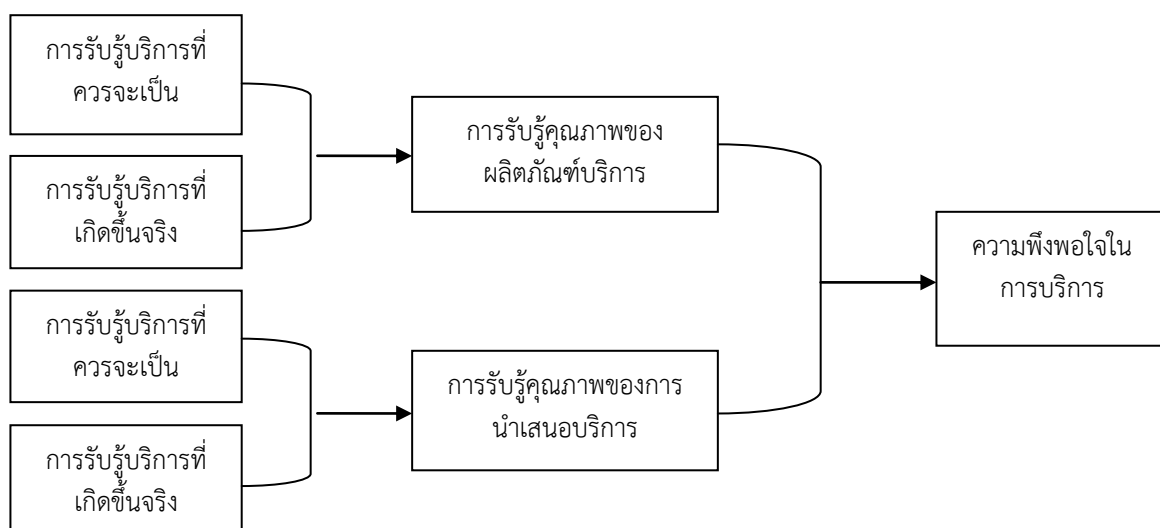 การรับรู้บริการที่
ควรจะเป็น
การรับรู้บริการที่
เกิดขึ้นจริง
การรับรู้คุณภาพของ
ผลิตภัณฑ์บริการ
การรับรู้บริการที่
ควรจะเป็น
การรับรู้บริการที่
เกิดขึ้นจริง
การรับรู้คุณภาพของการ
นำเสนอบริการ
ความพึงพอใจใน
การบริการ